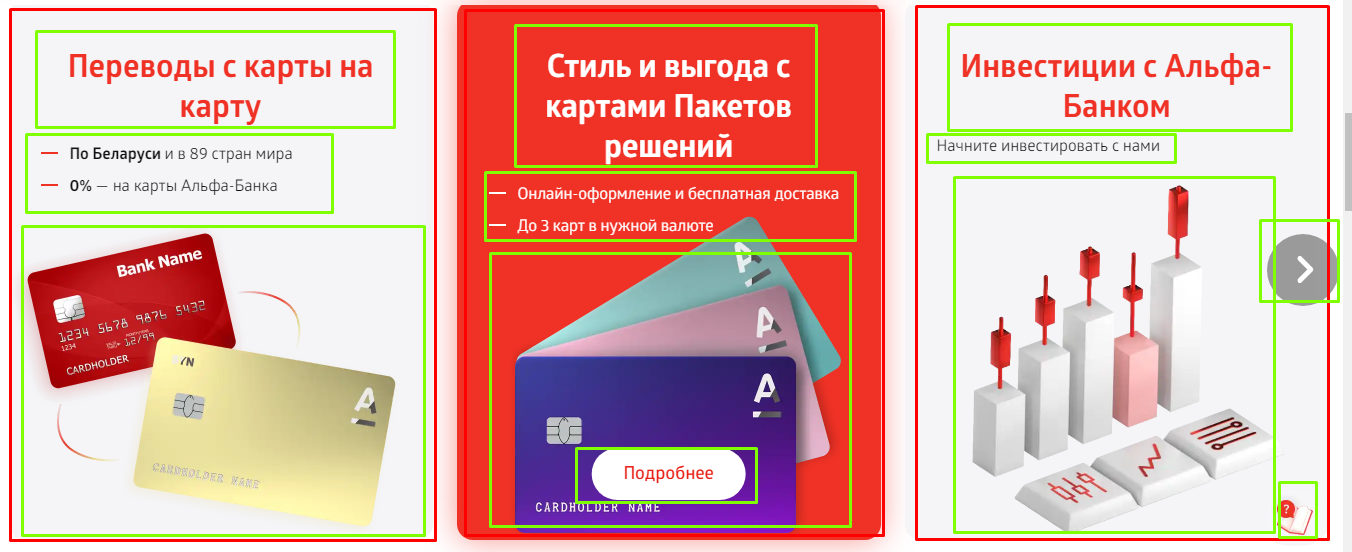 Переводы с карты на
карту
— По Беларуси и в 89 стран мира
— 0% — на карты Альфа-Банка
Bank Name
1234 5678 9876 5432
1234
12/99
CARDHOLDER
CARDHOLDER NAME
Стиль и выгода с
картами Пакетов
решений
— Онлайн-оформление и бесплатная доставка
— До 3 карт в нужной валюте
A
A
A
Подробнее
CARDHOLDER NAME
Инвестиции с Альфа-
Банком
Начните инвестировать с нами
?